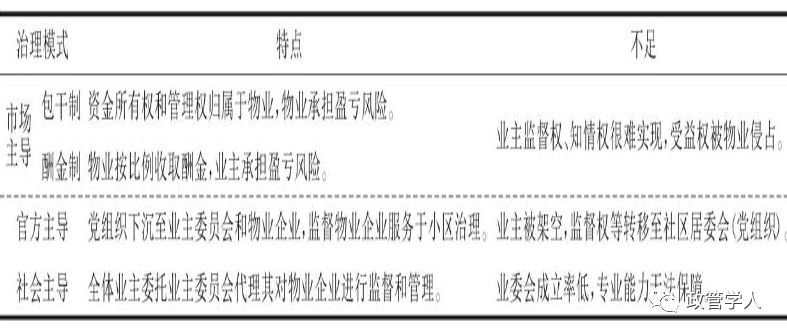 治理模式 特点 不足
市场主导 包干制 资金所有权和管理权归属于物业,物业承担盈亏风险。
酬金制 物业按比例收取酬金,业主承担盈亏风险。
业主监督权、知情权很难实现,受益权被物业侵占。
官方主导 党组织下沉至业主委员会和物业企业,监督物业企业服务于小区治理。 业主被架空,监督权等转移至社区居委会(党组织)。
社会主导 全体业主委托业主委员会代理其对物业企业进行监督和管理。 业委会成立率低,专业能力无法保障
政管学人